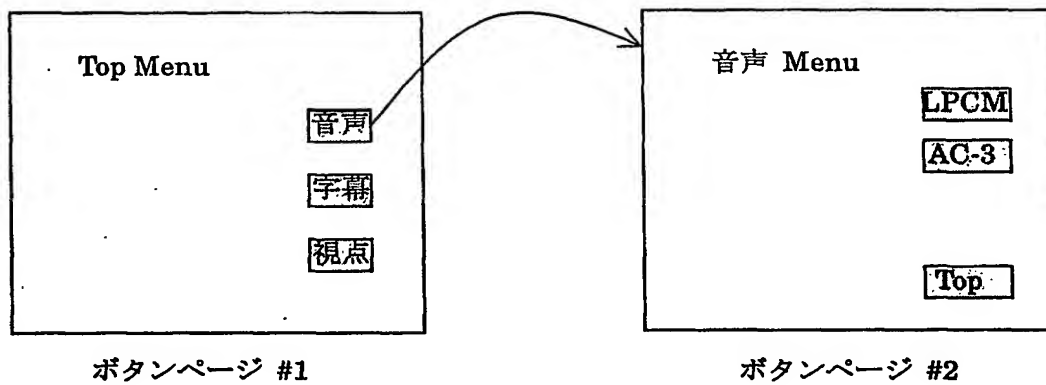 Top Menu
音声
字幕
視点
ボタンページ #1
音声 Menu
LPCM
AC-3
Top
ボタンページ #2